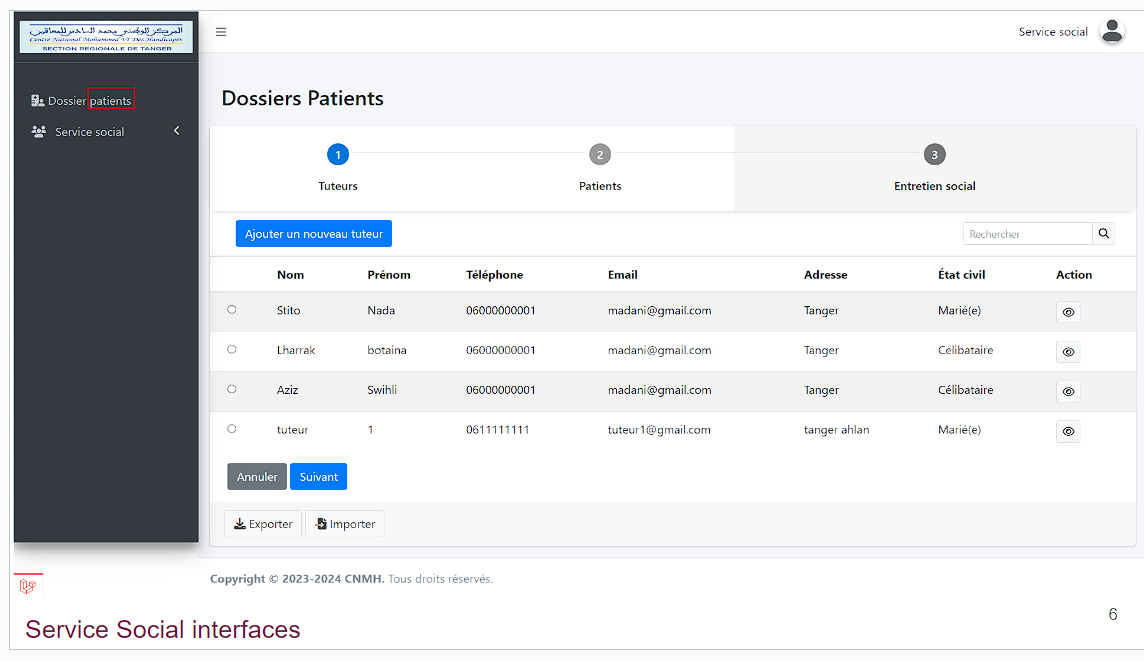 المركز الوطني محمد السادس للمعاقين
Centre National Mohammed VI Des Handicapés
SECTION REGIONALE DE TANGER
Service social
Dossier patients
Service social
Dossiers Patients
1 2 3
Tuteurs Patients Entretien social
Ajouter un nouveau tuteur Rechercher
Nom Prénom Téléphone Email Adresse État civil Action
Stito Nada 06000000001 madani@gmail.com Tanger Marié(e)
Lharrak botaina 06000000001 madani@gmail.com Tanger Célibataire
Aziz Swihli 06000000001 madani@gmail.com Tanger Célibataire
tuteur 1 0611111111 tuteur1@gmail.com tanger ahlan Marié(e)
Annuler Suivant
Exporter Importer
Copyright © 2023-2024 CNMH. Tous droits réservés.
Service Social interfaces
6